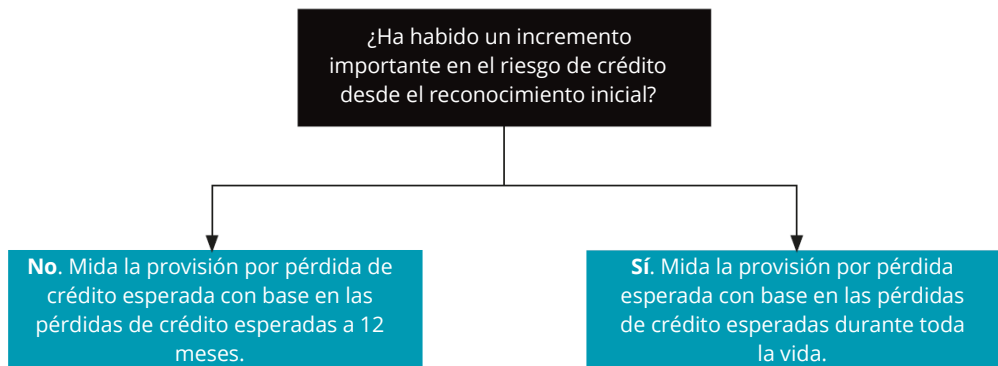 ¿Ha habido un incremento
importante en el riesgo de crédito
desde el reconocimiento inicial?
No. Mida la provisión por pérdida de
crédito esperada con base en las
pérdidas de crédito esperadas a 12
meses.
Sí. Mida la provisión por pérdida
esperada con base en las pérdidas
de crédito esperadas durante toda
la vida.